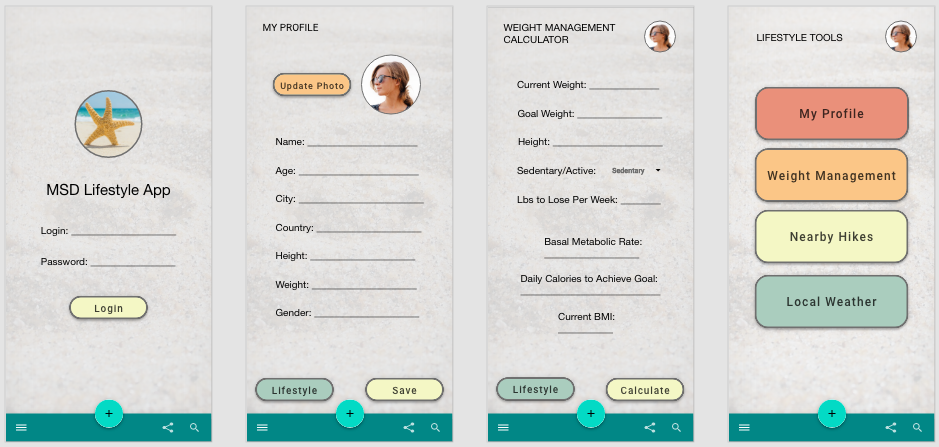 MSD Lifestyle App
Login:
Password:
Login
+
MY PROFILE
Update Photo
Name:
Age:
City:
Country:
Height:
Weight:
Gender:
Lifestyle
Save
+
WEIGHT MANAGEMENT
CALCULATOR
Current Weight:
Goal Weight:
Height:
Sedentary/Active: Sedentary
Lbs to Lose Per Week:
Basal Metabolic Rate:
Daily Calories to Achieve Goal:
Current BMI:
Lifestyle
Calculate
+
LIFESTYLE TOOLS
My Profile
Weight Management
Nearby Hikes
Local Weather
+